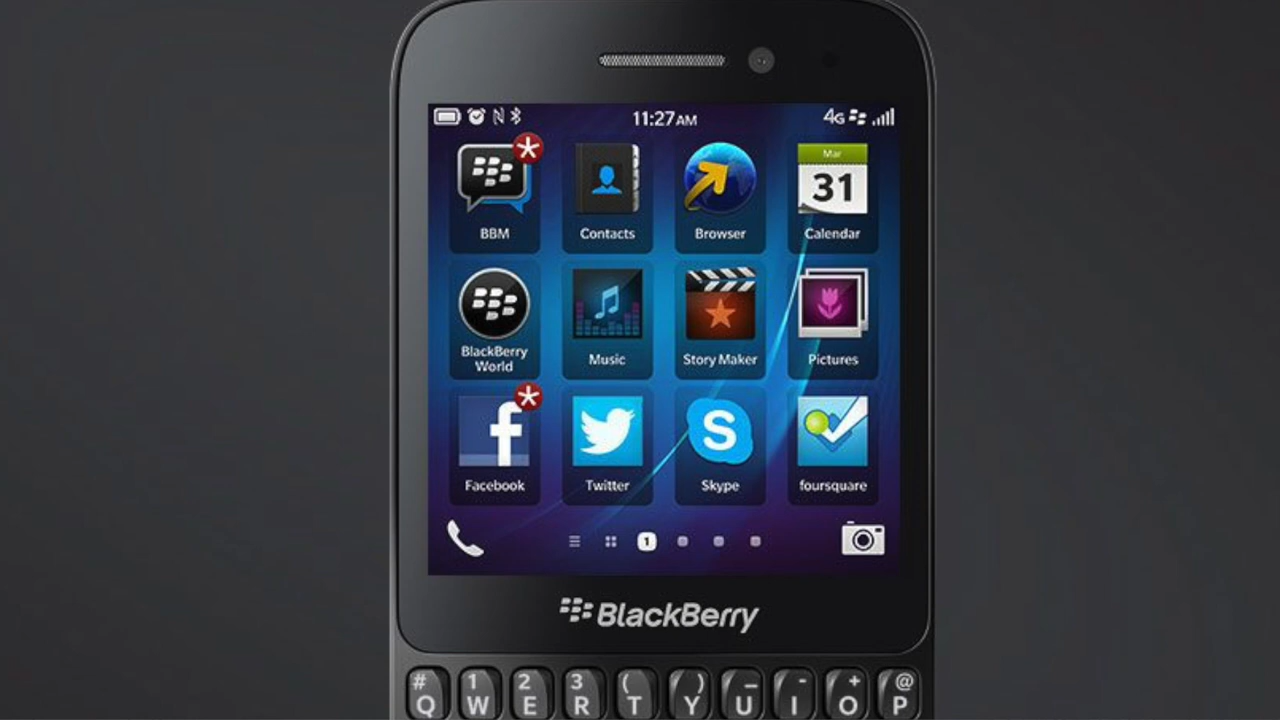 11:27AM 4G
Mar
31
BBM Contacts Browser Calendar
BlackBerry
World Music Story Maker Pictures
f S
Facebook Twitter Skype foursquare
1
BlackBerry
# 1 2 3 ( ) _ - + @
Q W E R T Y U I O P